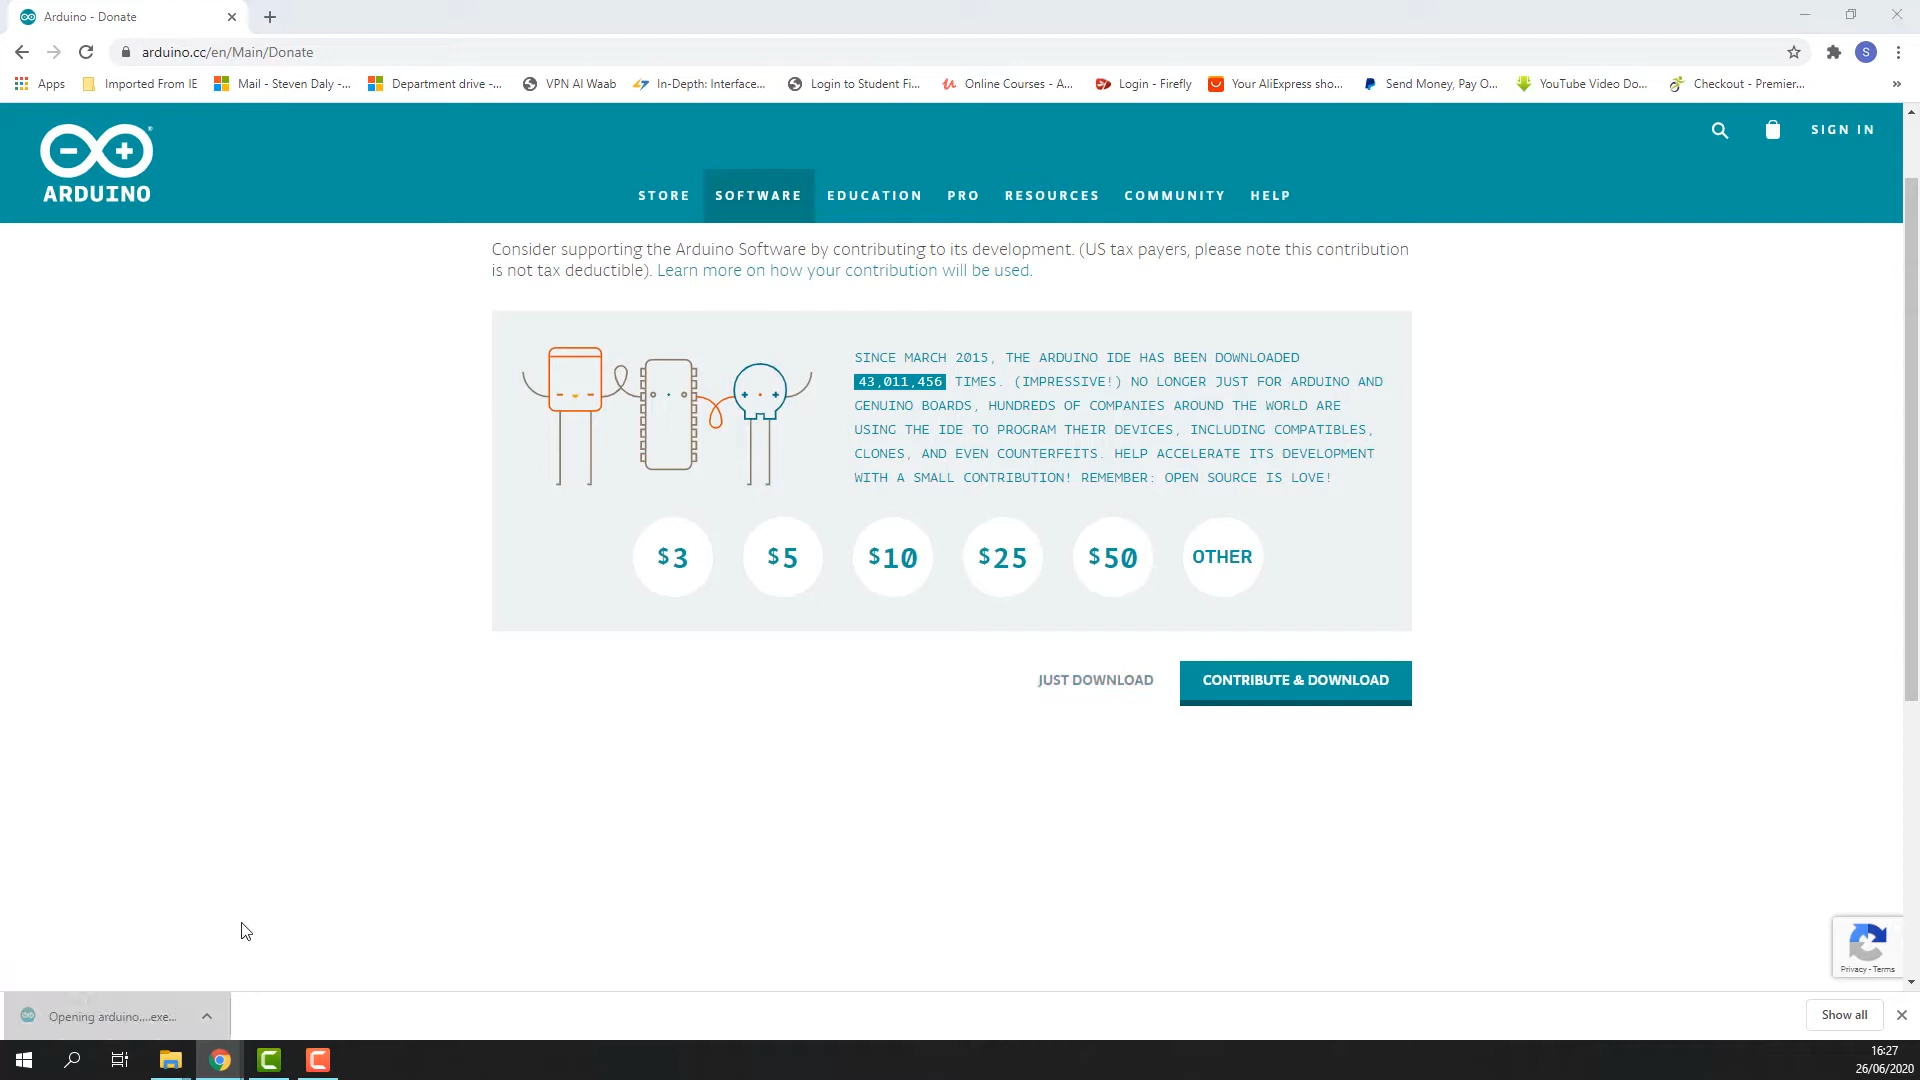 Arduino - Donate
arduino.cc/en/Main/Donate
S
Apps
Imported From IE
Mail - Steven Daly -...
Department drive -...
VPN Al Waab
In-Depth: Interface...
Login to Student Fi...
Online Courses - A...
Login - Firefly
Your AliExpress sho...
Send Money, Pay O...
YouTube Video Do...
Checkout - Premier...
»
SIGN IN
ARDUINO
STORE
SOFTWARE
EDUCATION
PRO
RESOURCES
COMMUNITY
HELP
Consider supporting the Arduino Software by contributing to its development. (US tax payers, please note this contribution
is not tax deductible). Learn more on how your contribution will be used.
SINCE MARCH 2015, THE ARDUINO IDE HAS BEEN DOWNLOADED
43,011,456 TIMES. (IMPRESSIVE!) NO LONGER JUST FOR ARDUINO AND
GENUINO BOARDS, HUNDREDS OF COMPANIES AROUND THE WORLD ARE
USING THE IDE TO PROGRAM THEIR DEVICES, INCLUDING COMPATIBLES,
CLONES, AND EVEN COUNTERFEITS. HELP ACCELERATE ITS DEVELOPMENT
WITH A SMALL CONTRIBUTION! REMEMBER: OPEN SOURCE IS LOVE!
$3
$5
$10
$25
$50
OTHER
JUST DOWNLOAD
CONTRIBUTE & DOWNLOAD
Privacy - Terms
Opening arduino....exe...
Show all
16:27
26/06/2020